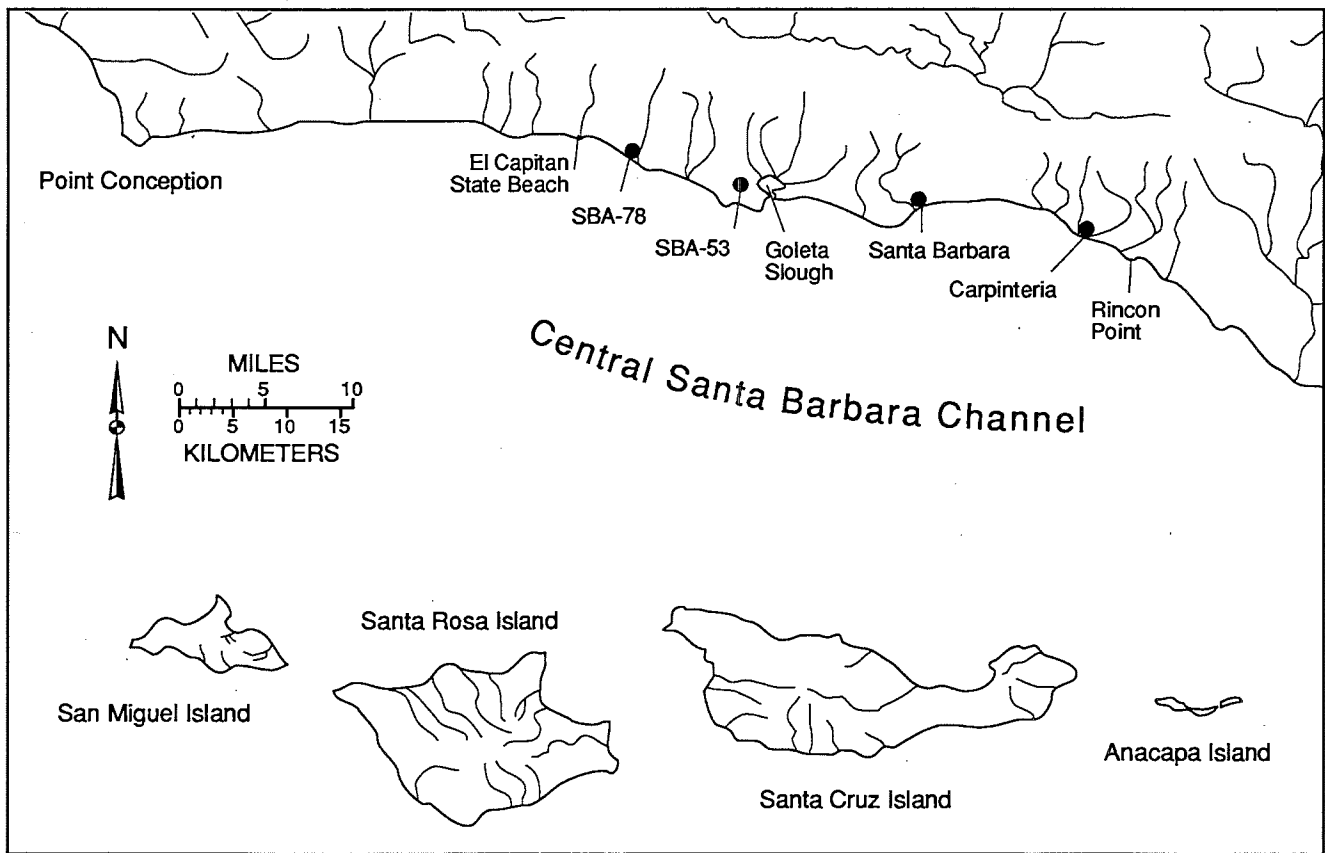 Point Conception
El Capitan
State Beach
SBA-78
SBA-53
Goleta
Slough
Santa Barbara
Carpinteria
Rincon
Point
N
MILES
0 5 10
0 5 10 15
KILOMETERS
Central Santa Barbara Channel
San Miguel Island
Santa Rosa Island
Santa Cruz Island
Anacapa Island